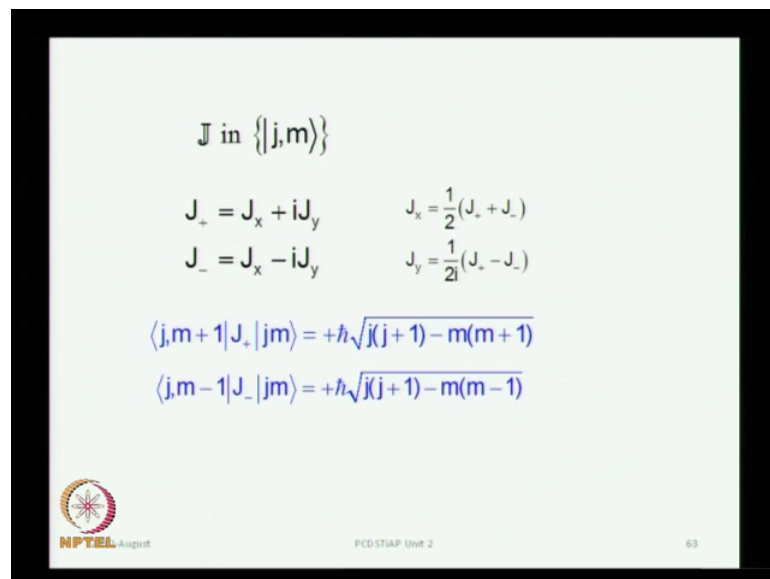 𝕁 in {|j,m⟩}
J₊ = Jₓ + iJᵧ  Jₓ = 1/2 (J₊ + J₋)
J₋ = Jₓ − iJᵧ  Jᵧ = 1/2i (J₊ − J₋)
⟨j,m+1|J₊|jm⟩ = +ħ√(j(j+1)−m(m+1))
⟨j,m−1|J₋|jm⟩ = +ħ√(j(j+1)−m(m−1))
NPTEL August PCD STiAP Unit 2 63